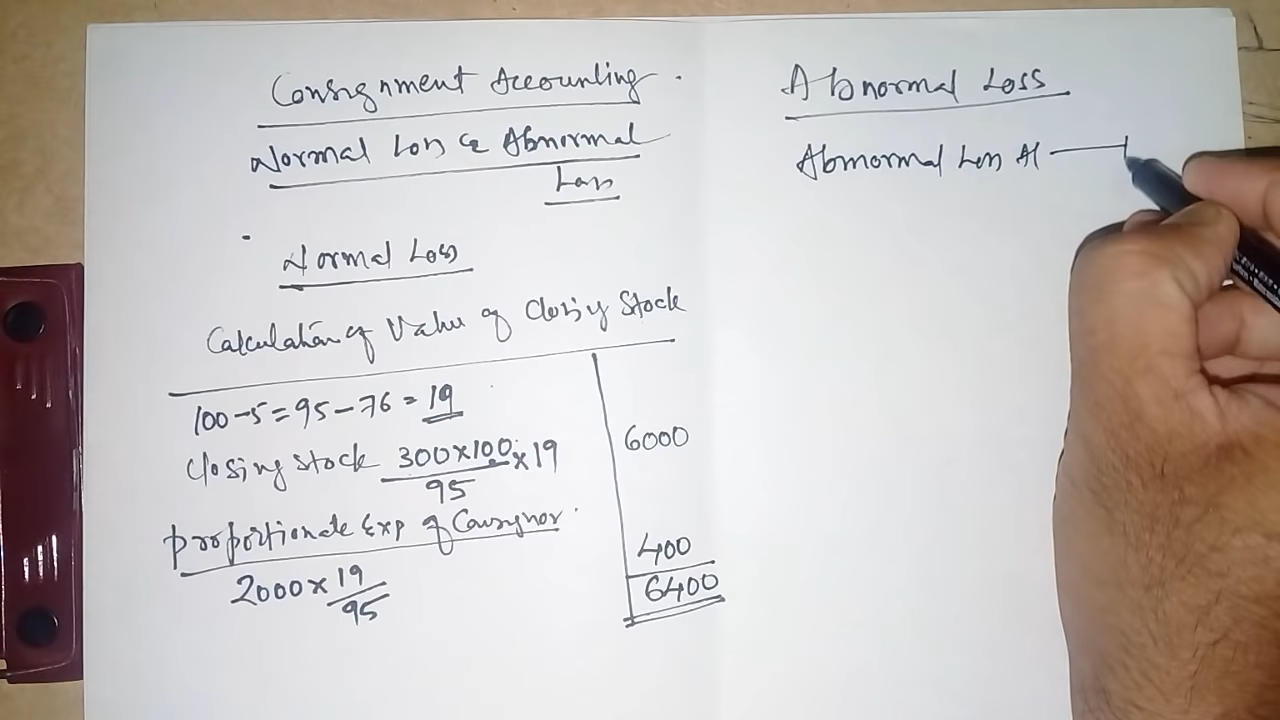 Consignment Accounting.
Normal Loss & Abnormal
Loss
Normal Loss
Calculation of Value of Closing Stock
100-5=95-76=19
Closing stock 300×100/95 ×19 6000
proportionate Exp of Consignor.
2000×19/95 400
6400
Abnormal Loss
Abnormal Loss A/